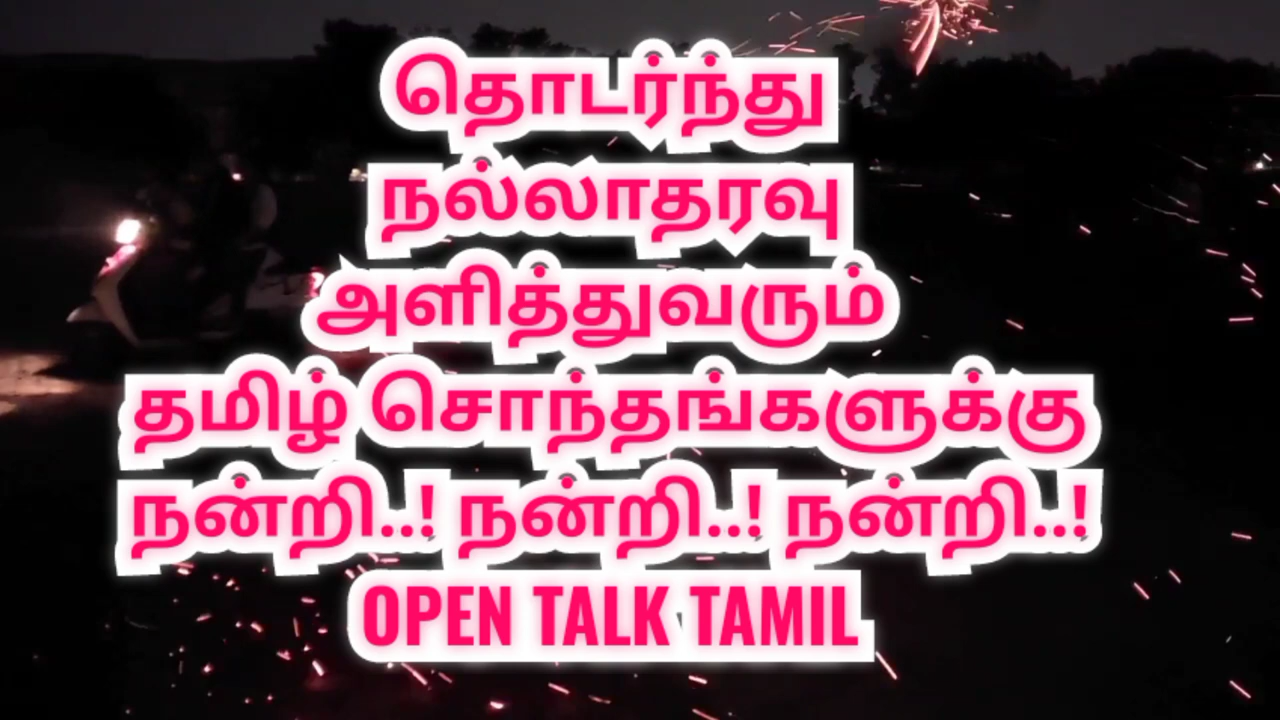 தொடர்ந்து
நல்லாதரவு
அளித்துவரும்
தமிழ் சொந்தங்களுக்கு
நன்றி..! நன்றி..! நன்றி..!
OPEN TALK TAMIL